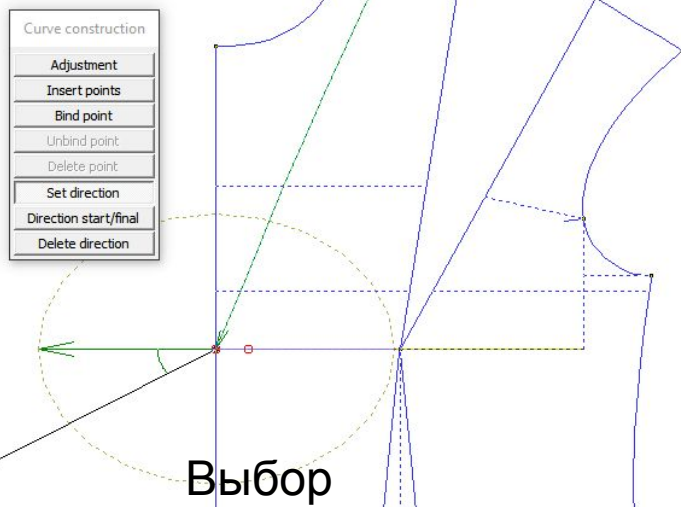 Curve construction
Adjustment
Insert points
Bind point
Unbind point
Delete point
Set direction
Direction start/final
Delete direction
Выбор